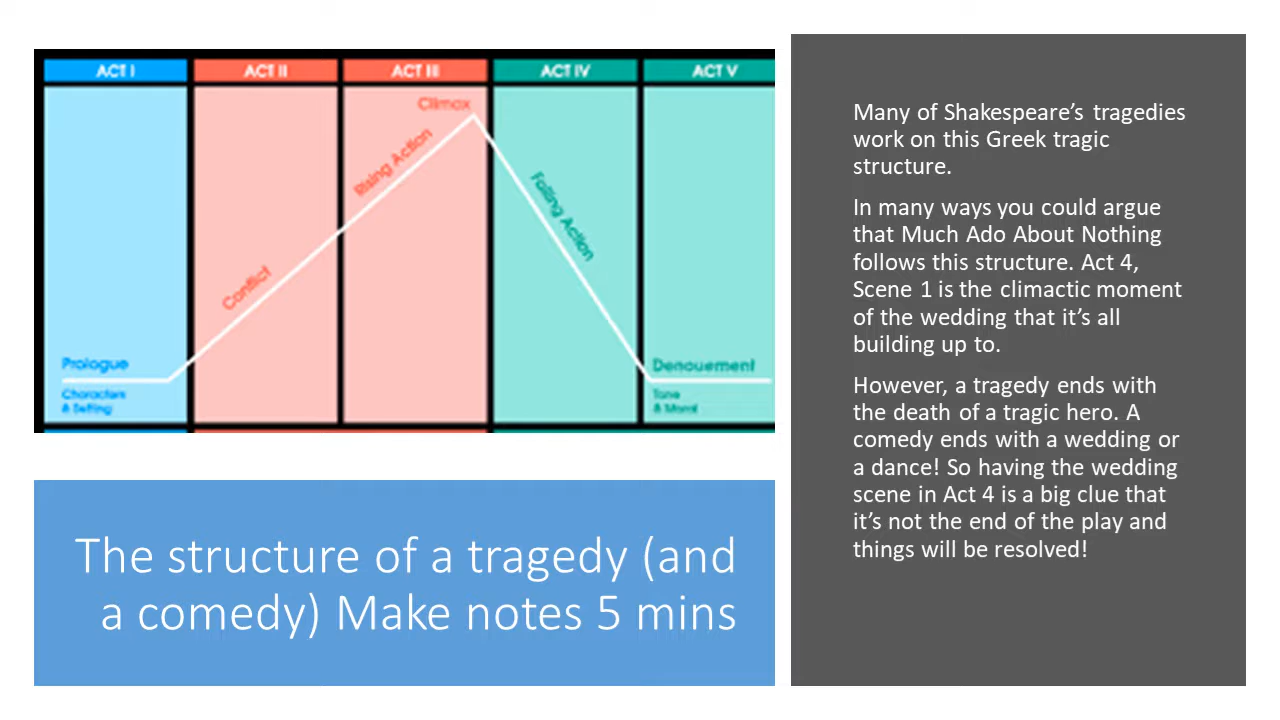 ACT I
ACT II
ACT III
ACT IV
ACT V
Climax
Rising Action
Falling Action
Conflict
Prologue
Characters
& Setting
Denouement
Tone
& Moral
The structure of a tragedy (and
a comedy) Make notes 5 mins
Many of Shakespeare’s tragedies
work on this Greek tragic
structure.
In many ways you could argue
that Much Ado About Nothing
follows this structure. Act 4,
Scene 1 is the climactic moment
of the wedding that it’s all
building up to.
However, a tragedy ends with
the death of a tragic hero. A
comedy ends with a wedding or
a dance! So having the wedding
scene in Act 4 is a big clue that
it’s not the end of the play and
things will be resolved!